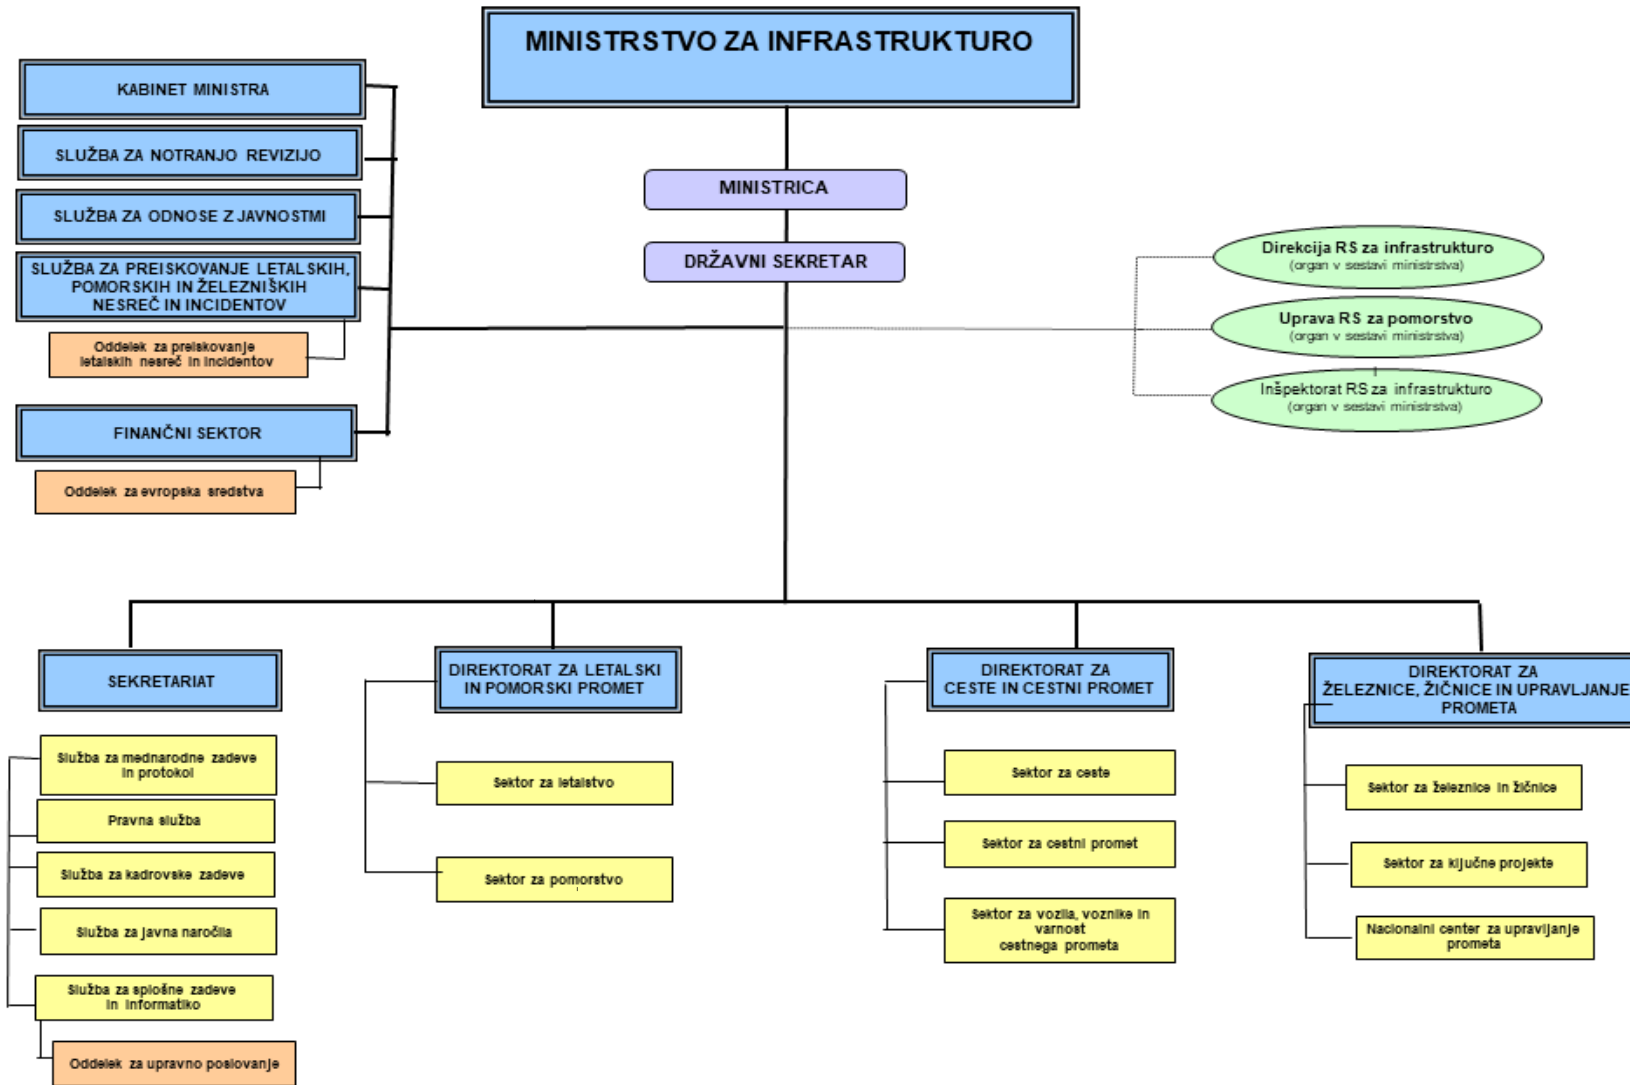 MINISTRSTVO ZA INFRASTRUKTURO
KABINET MINISTRA
SLUŽBA ZA NOTRANJO REVIZIJO
SLUŽBA ZA ODNOSE Z JAVNOSTMI
SLUŽBA ZA PREISKOVANJE LETALSKIH,
POMORSKIH IN ŽELEZNIŠKIH
NESREČ IN INCIDENTOV
Oddelek za preiskovanje
letalskih nesreč in incidentov
FINANČNI SEKTOR
Oddelek za evropska sredstva
MINISTRICA
DRŽAVNI SEKRETAR
Direkcija RS za infrastrukturo
(organ v sestavi ministrstva)
Uprava RS za pomorstvo
(organ v sestavi ministrstva)
Inšpektorat RS za infrastrukturo
(organ v sestavi ministrstva)
SEKRETARIAT
Služba za mednarodne zadeve
in protokol
Pravna služba
Služba za kadrovske zadeve
Služba za javna naročila
Služba za splošne zadeve
in informatiko
Oddelek za upravno poslovanje
DIREKTORAT ZA LETALSKI
IN POMORSKI PROMET
Sektor za letalstvo
Sektor za pomorstvo
DIREKTORAT ZA
CESTE IN CESTNI PROMET
Sektor za ceste
Sektor za cestni promet
Sektor za vozila, voznike in
varnost
cestnega prometa
DIREKTORAT ZA
ŽELEZNICE, ŽIČNICE IN UPRAVLJANJE
PROMETA
Sektor za železnice in žičnice
Sektor za ključne projekte
Nacionalni center za upravljanje
prometa